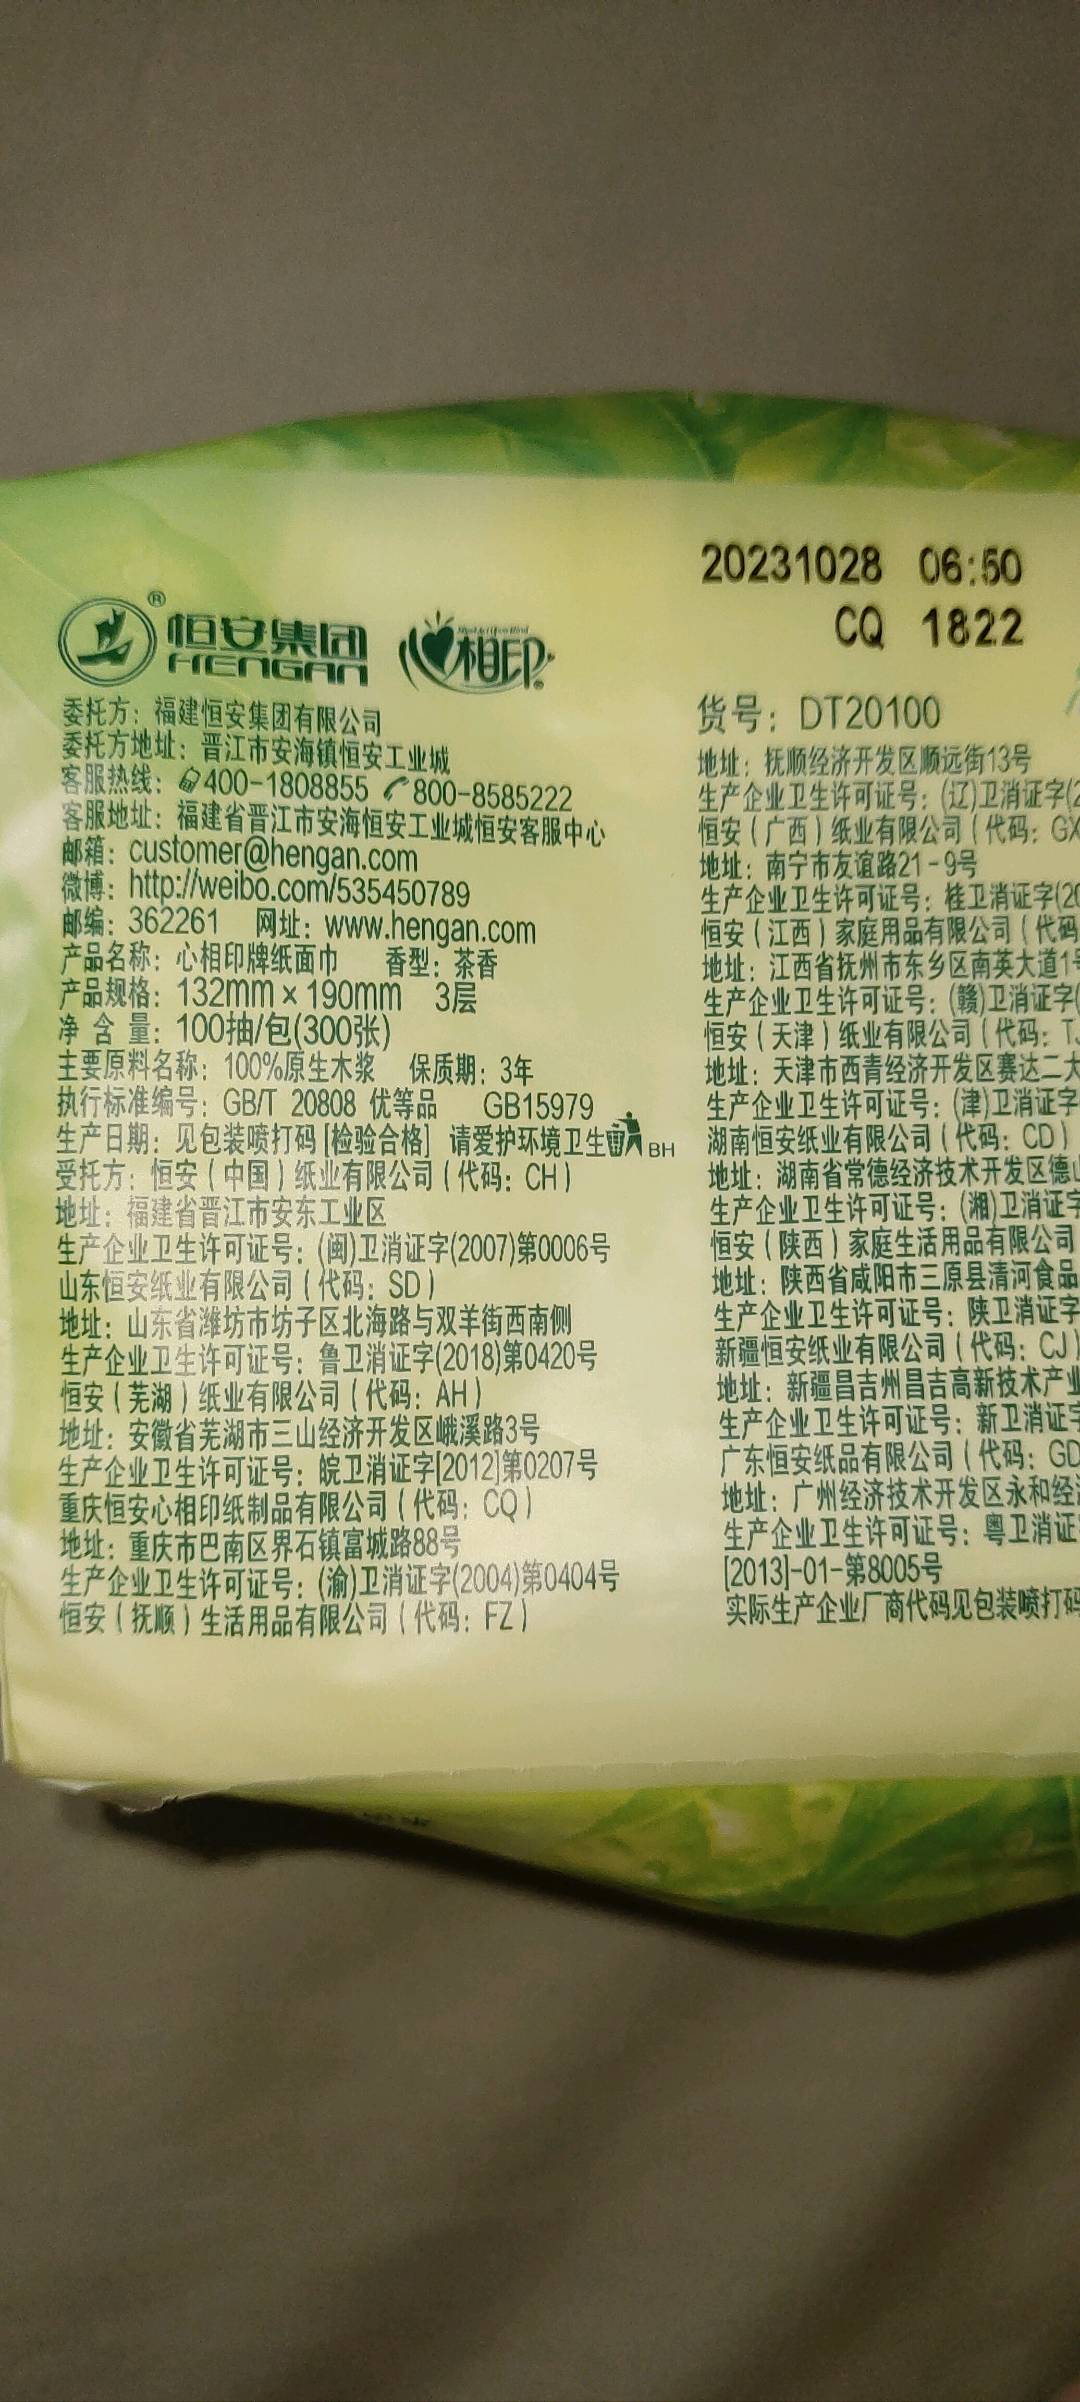 恒安集团®
HENGAN
心相印
委托方：福建恒安集团有限公司
委托方地址：晋江市安海镇恒安工业城
客服热线：400-1808855 800-8585222
客服地址：福建省晋江市安海恒安工业城恒安客服中心
邮箱：customer@hengan.com
微博：http://weibo.com/535450789
邮编：362261 网址：www.hengan.com
产品名称：心相印牌纸面巾 香型：茶香
产品规格：132mm×190mm 3层
净含量：100抽/包(300张)
主要原料名称：100%原生木浆 保质期：3年
执行标准编号：GB/T 20808 优等品 GB15979
生产日期：见包装喷打码[检验合格] 请爱护环境卫生 BH
受托方：恒安（中国）纸业有限公司（代码：CH）
地址：福建省晋江市安东工业区
生产企业卫生许可证号：(闽)卫消证字(2007)第0006号
山东恒安纸业有限公司（代码：SD）
地址：山东省潍坊市坊子区北海路与双羊街西南侧
生产企业卫生许可证号：鲁卫消证字(2018)第0420号
恒安（芜湖）纸业有限公司（代码：AH）
地址：安徽省芜湖市三山经济开发区峨溪路3号
生产企业卫生许可证号：皖卫消证字[2012]第0207号
重庆恒安心相印纸制品有限公司（代码：CQ）
地址：重庆市巴南区界石镇富城路88号
生产企业卫生许可证号：(渝)卫消证字(2004)第0404号
恒安（抚顺）生活用品有限公司（代码：FZ）
20231028 06:50
CQ 1822
货号：DT20100
地址：抚顺经济开发区顺远街13号
生产企业卫生许可证号：(辽)卫消证字(2
恒安（广西）纸业有限公司（代码：GX
地址：南宁市友谊路21-9号
生产企业卫生许可证号：桂卫消证字(20
恒安（江西）家庭用品有限公司（代码
地址：江西省抚州市东乡区南英大道1号
生产企业卫生许可证号：(赣)卫消证字(
恒安（天津）纸业有限公司（代码：TJ
地址：天津市西青经济开发区赛达二大
生产企业卫生许可证号：(津)卫消证字
湖南恒安纸业有限公司（代码：CD）
地址：湖南省常德经济技术开发区德山
生产企业卫生许可证号：(湘)卫消证字
恒安（陕西）家庭生活用品有限公司
地址：陕西省咸阳市三原县清河食品
生产企业卫生许可证号：陕卫消证字
新疆恒安纸业有限公司（代码：CJ）
地址：新疆昌吉州昌吉高新技术产业
生产企业卫生许可证号：新卫消证字
广东恒安纸品有限公司（代码：GD
地址：广州经济技术开发区永和经济
生产企业卫生许可证号：粤卫消证
[2013]-01-第8005号
实际生产企业厂商代码见包装喷打码